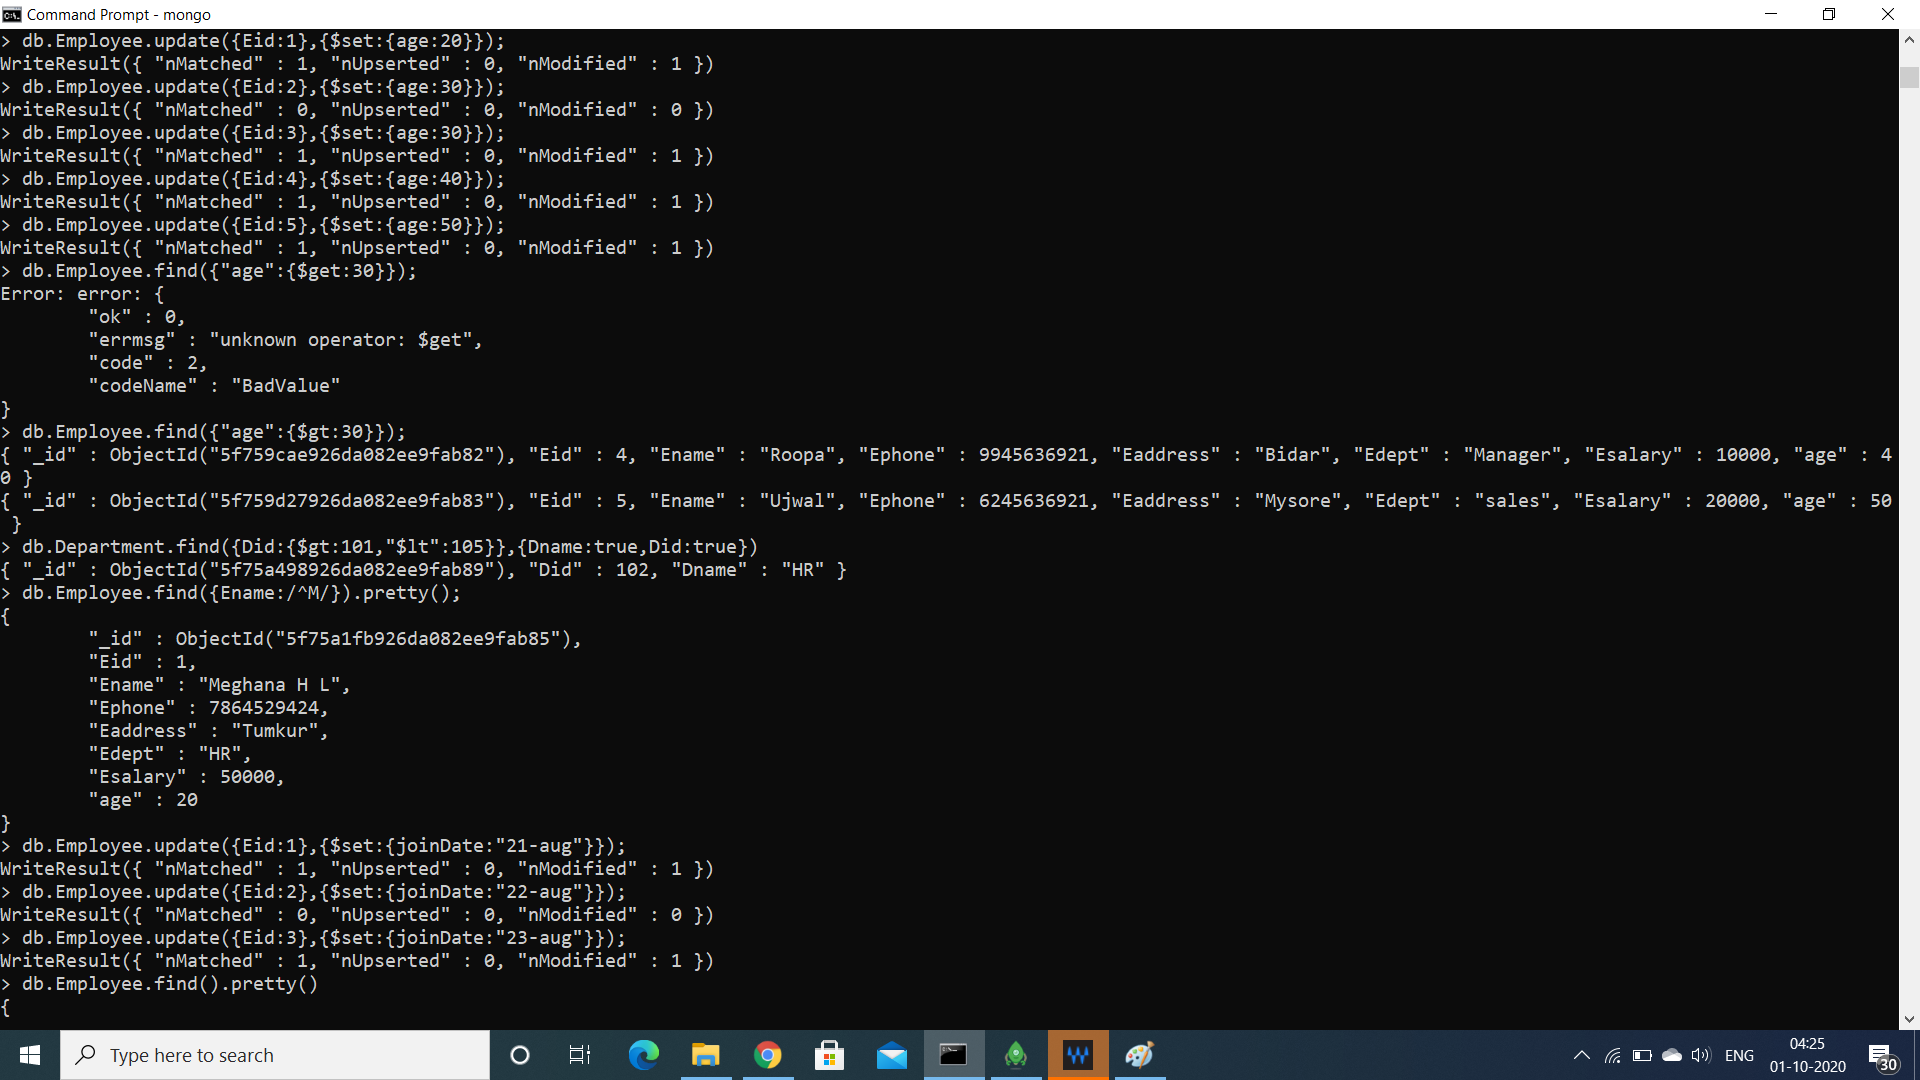 Command Prompt - mongo
> db.Employee.update({Eid:1},{$set:{age:20}});
WriteResult({ "nMatched" : 1, "nUpserted" : 0, "nModified" : 1 })
> db.Employee.update({Eid:2},{$set:{age:30}});
WriteResult({ "nMatched" : 0, "nUpserted" : 0, "nModified" : 0 })
> db.Employee.update({Eid:3},{$set:{age:30}});
WriteResult({ "nMatched" : 1, "nUpserted" : 0, "nModified" : 1 })
> db.Employee.update({Eid:4},{$set:{age:40}});
WriteResult({ "nMatched" : 1, "nUpserted" : 0, "nModified" : 1 })
> db.Employee.update({Eid:5},{$set:{age:50}});
WriteResult({ "nMatched" : 1, "nUpserted" : 0, "nModified" : 1 })
> db.Employee.find({"age":{$get:30}});
Error: error: {
        "ok" : 0,
        "errmsg" : "unknown operator: $get",
        "code" : 2,
        "codeName" : "BadValue"
}
> db.Employee.find({"age":{$gt:30}});
{ "_id" : ObjectId("5f759cae926da082ee9fab82"), "Eid" : 4, "Ename" : "Roopa", "Ephone" : 9945636921, "Eaddress" : "Bidar", "Edept" : "Manager", "Esalary" : 10000, "age" : 4
0 }
{ "_id" : ObjectId("5f759d27926da082ee9fab83"), "Eid" : 5, "Ename" : "Ujwal", "Ephone" : 6245636921, "Eaddress" : "Mysore", "Edept" : "sales", "Esalary" : 20000, "age" : 50
 }
> db.Department.find({Did:{$gt:101,"$lt":105}},{Dname:true,Did:true})
{ "_id" : ObjectId("5f75a498926da082ee9fab89"), "Did" : 102, "Dname" : "HR" }
> db.Employee.find({Ename:/^M/}).pretty();
{
        "_id" : ObjectId("5f75a1fb926da082ee9fab85"),
        "Eid" : 1,
        "Ename" : "Meghana H L",
        "Ephone" : 7864529424,
        "Eaddress" : "Tumkur",
        "Edept" : "HR",
        "Esalary" : 50000,
        "age" : 20
}
> db.Employee.update({Eid:1},{$set:{joinDate:"21-aug"}});
WriteResult({ "nMatched" : 1, "nUpserted" : 0, "nModified" : 1 })
> db.Employee.update({Eid:2},{$set:{joinDate:"22-aug"}});
WriteResult({ "nMatched" : 0, "nUpserted" : 0, "nModified" : 0 })
> db.Employee.update({Eid:3},{$set:{joinDate:"23-aug"}});
WriteResult({ "nMatched" : 1, "nUpserted" : 0, "nModified" : 1 })
> db.Employee.find().pretty()
{
Type here to search
ENG
04:25
01-10-2020
30